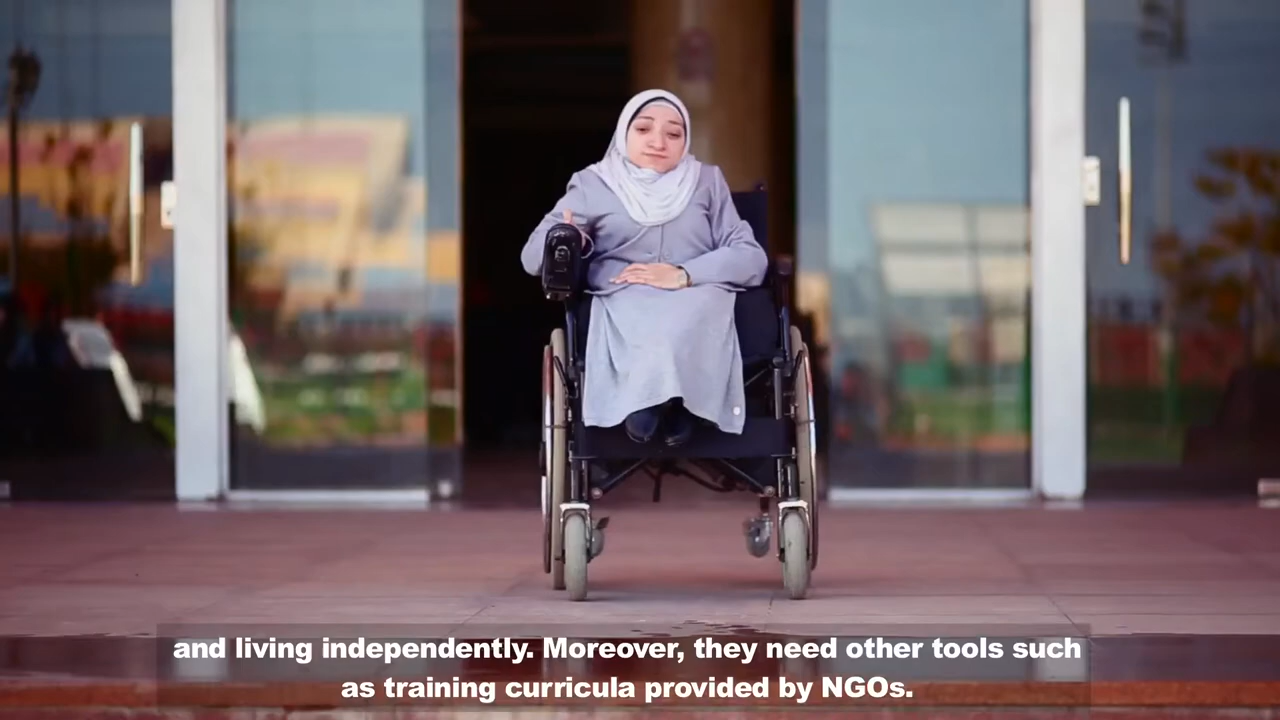 and living independently. Moreover, they need other tools such
as training curricula provided by NGOs.